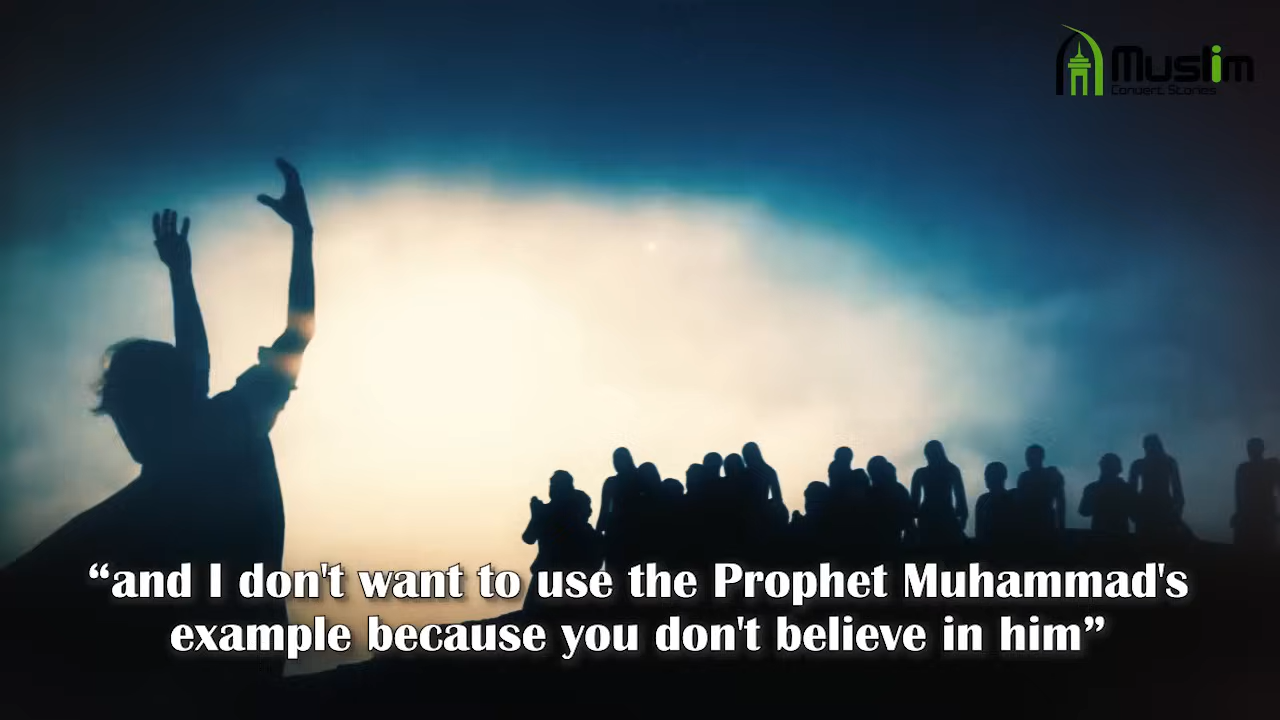 Muslim
Convert Stories
“and I don't want to use the Prophet Muhammad's
example because you don't believe in him”